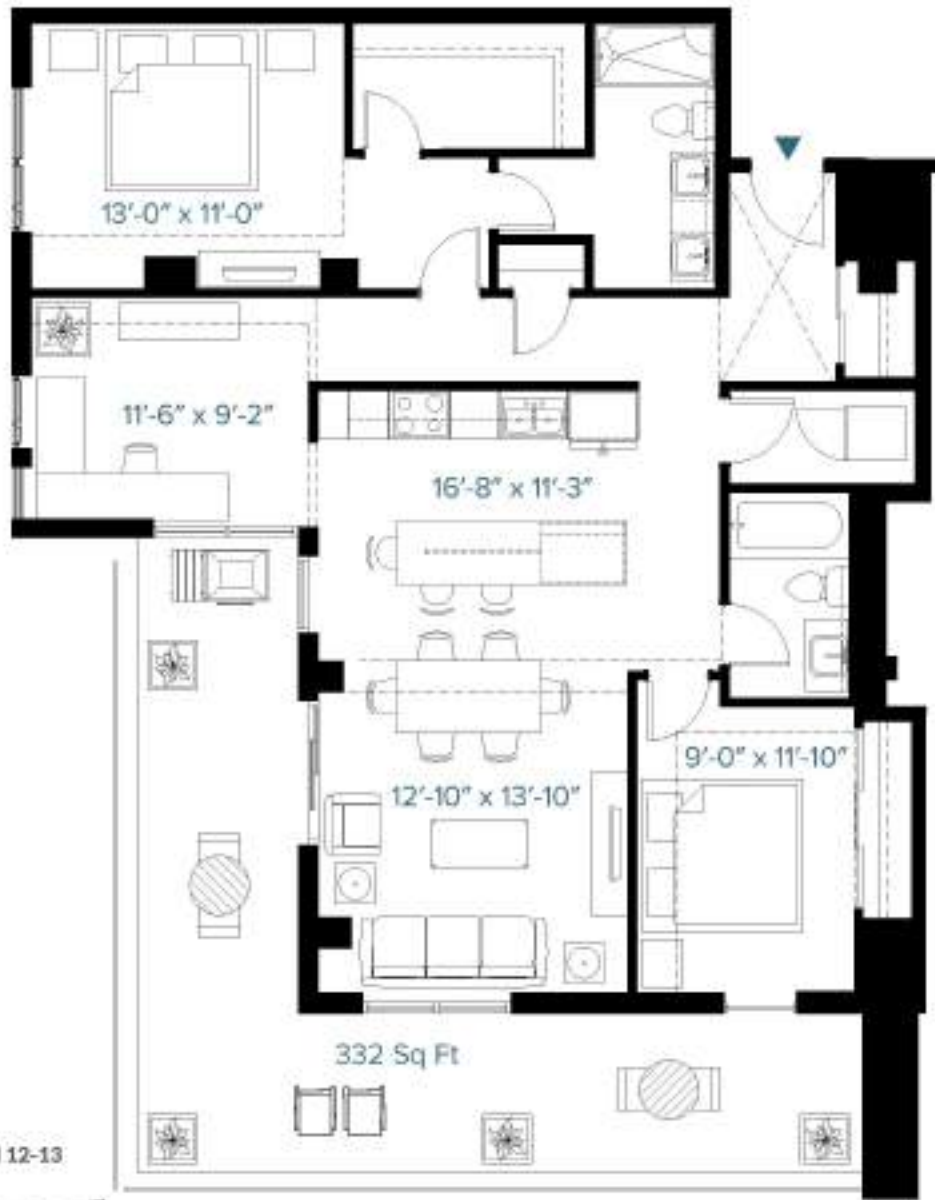 13'-0" x 11'-0"
11'-6" x 9'-2"
16'-8" x 11'-3"
9'-0" x 11'-10"
12'-10" x 13'-10"
332 Sq Ft
12-13